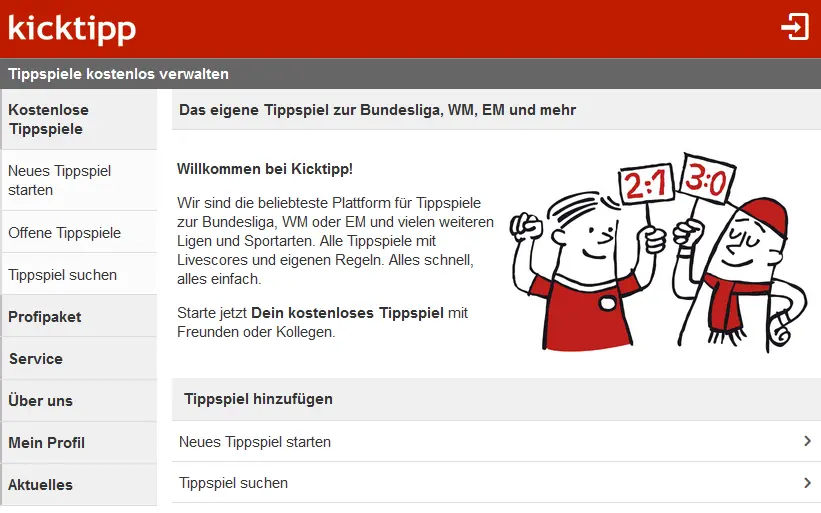 kicktipp
Tippspiele kostenlos verwalten
Kostenlose
Tippspiele
Neues Tippspiel
starten
Offene Tippspiele
Tippspiel suchen
Profipaket
Service
Über uns
Mein Profil
Aktuelles
Das eigene Tippspiel zur Bundesliga, WM, EM und mehr
Willkommen bei Kicktipp!
Wir sind die beliebteste Plattform für Tippspiele
zur Bundesliga, WM oder EM und vielen weiteren
Ligen und Sportarten. Alle Tippspiele mit
Livescores und eigenen Regeln. Alles schnell,
alles einfach.
Starte jetzt Dein kostenloses Tippspiel mit
Freunden oder Kollegen.
2:1
3:0
Tippspiel hinzufügen
Neues Tippspiel starten
Tippspiel suchen